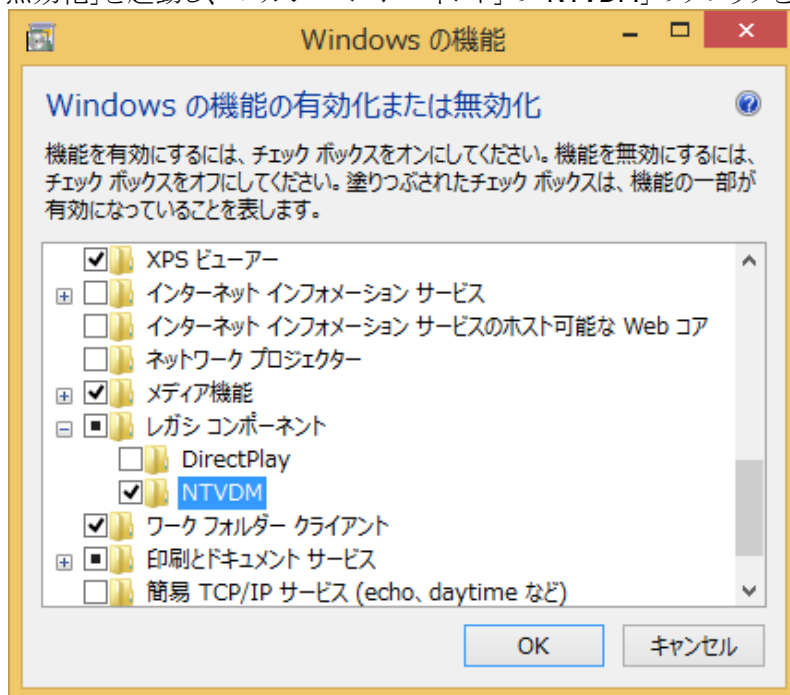 Windows の機能
Windows の機能の有効化または無効化
機能を有効にするには、チェック ボックスをオンにしてください。機能を無効にするには、
チェック ボックスをオフにしてください。塗りつぶされたチェック ボックスは、機能の一部が
有効になっていることを表します。
XPS ビューアー
インターネット インフォメーション サービス
インターネット インフォメーション サービスのホスト可能な Web コア
ネットワーク プロジェクター
メディア機能
レガシ コンポーネント
DirectPlay
NTVDM
ワーク フォルダー クライアント
印刷とドキュメント サービス
簡易 TCP/IP サービス (echo、daytime など)
OK
キャンセル